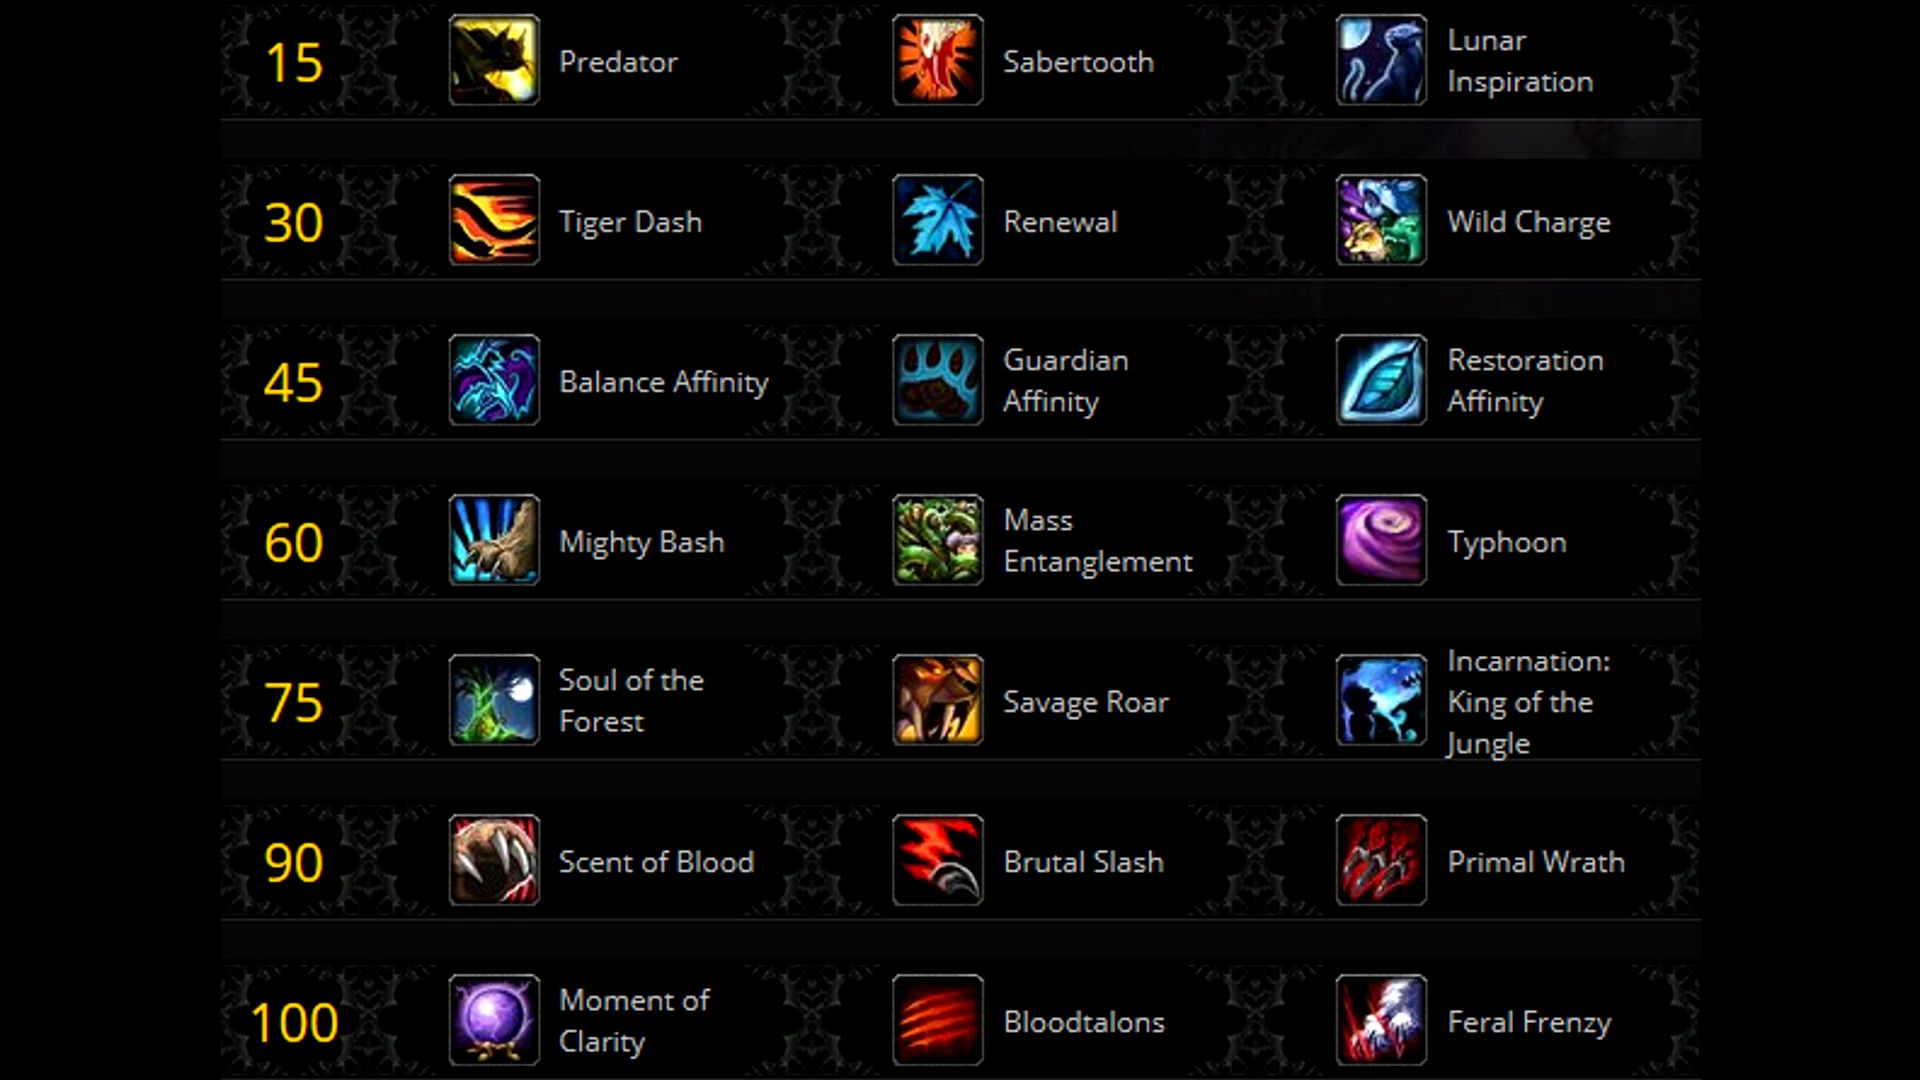 15
Predator
Sabertooth
Lunar
Inspiration
30
Tiger Dash
Renewal
Wild Charge
45
Balance Affinity
Guardian
Affinity
Restoration
Affinity
60
Mighty Bash
Mass
Entanglement
Typhoon
75
Soul of the
Forest
Savage Roar
Incarnation:
King of the
Jungle
90
Scent of Blood
Brutal Slash
Primal Wrath
100
Moment of
Clarity
Bloodtalons
Feral Frenzy